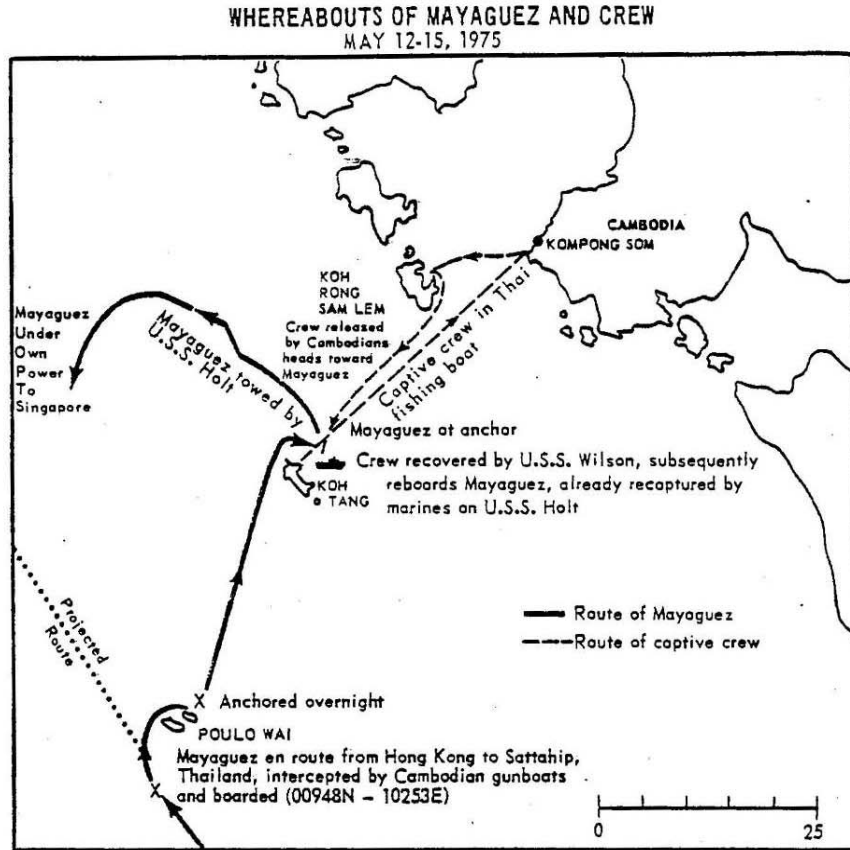 WHEREABOUTS OF MAYAGUEZ AND CREW
MAY 12-15, 1975
CAMBODIA
KOMPONG SOM
KOH
RONG
SAM LEM
Crew released
by Cambodians
heads toward
Mayaguez
Captive crew in Thai
fishing boat
Mayaguez
Under
Own
Power
To
Singapore
Mayaguez towed by
U.S.S. Holt
Mayaguez at anchor
Crew recovered by U.S.S. Wilson, subsequently
reboards Mayaguez, already recaptured by
marines on U.S.S. Holt
KOH
TANG
Projected
Route
Route of Mayaguez
Route of captive crew
X Anchored overnight
POULO WAI
Mayaguez en route from Hong Kong to Sattahip,
Thailand, intercepted by Cambodian gunboats
X and boarded (00948N - 10253E)
0 25